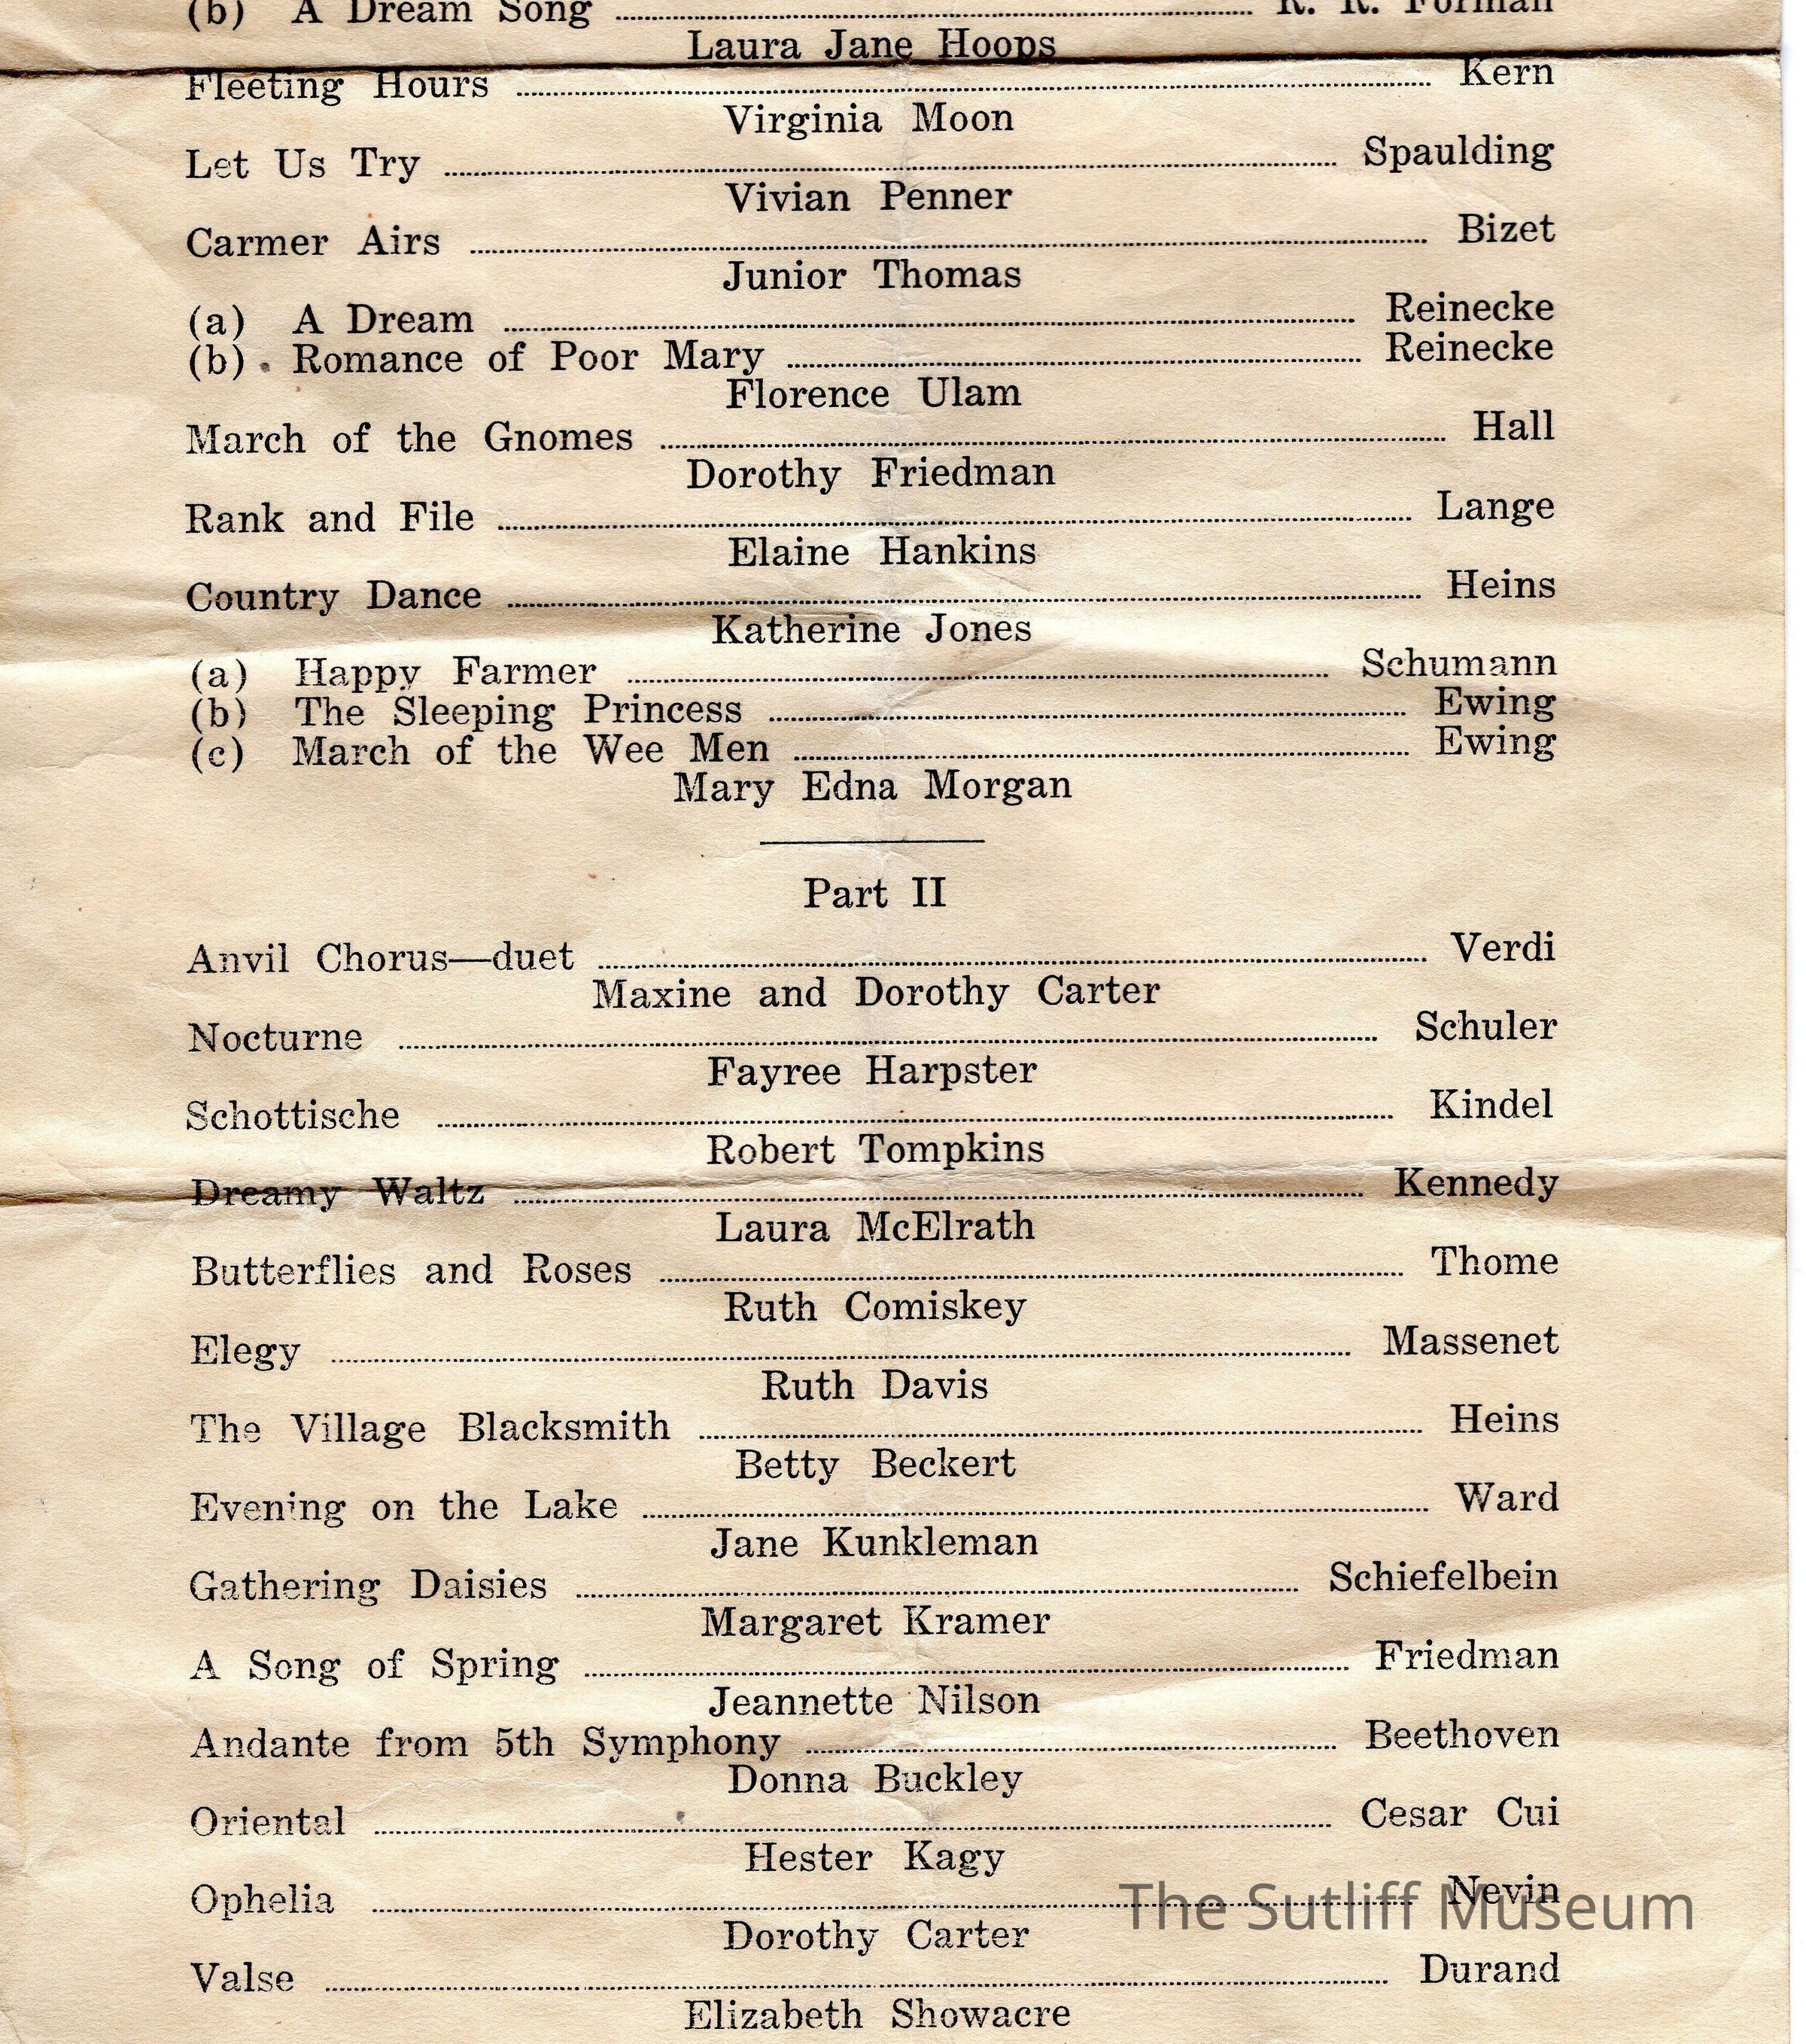 (b) A Dream Song ........ R. R. Forman
Laura Jane Hoops
Fleeting Hours ........ Kern
Virginia Moon
Let Us Try ........ Spaulding
Vivian Penner
Carmer Airs ........ Bizet
Junior Thomas
(a) A Dream ........ Reinecke
(b) Romance of Poor Mary ........ Reinecke
Florence Ulam
March of the Gnomes ........ Hall
Dorothy Friedman
Rank and File ........ Lange
Elaine Hankins
Country Dance ........ Heins
Katherine Jones
(a) Happy Farmer ........ Schumann
(b) The Sleeping Princess ........ Ewing
(c) March of the Wee Men ........ Ewing
Mary Edna Morgan
Part II
Anvil Chorus—duet ........ Verdi
Maxine and Dorothy Carter
Nocturne ........ Schuler
Fayree Harpster
Schottische ........ Kindel
Robert Tompkins
Dreamy Waltz ........ Kennedy
Laura McElrath
Butterflies and Roses ........ Thome
Ruth Comiskey
Elegy ........ Massenet
Ruth Davis
The Village Blacksmith ........ Heins
Betty Beckert
Evening on the Lake ........ Ward
Jane Kunkleman
Gathering Daisies ........ Schiefelbein
Margaret Kramer
A Song of Spring ........ Friedman
Jeannette Nilson
Andante from 5th Symphony ........ Beethoven
Donna Buckley
Oriental ........ Cesar Cui
Hester Kagy
Ophelia ........ Nevin
The Sutliff Museum
Dorothy Carter
Valse ........ Durand
Elizabeth Showacre